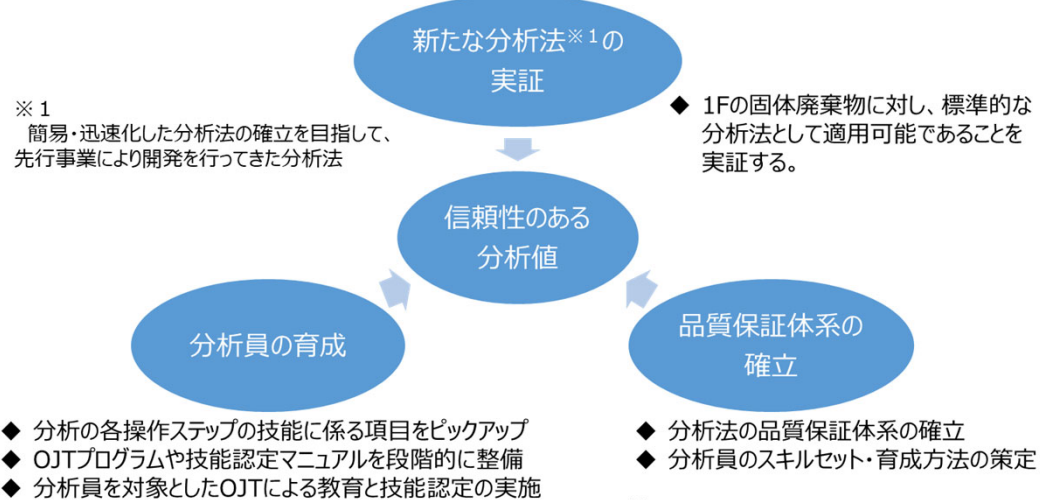 新たな分析法※1の
実証
※1
簡易・迅速化した分析法の確立を目指して、
先行事業により開発を行ってきた分析法
◆ 1Fの固体廃棄物に対し、標準的な
分析法として適用可能であることを
実証する。
信頼性のある
分析値
分析員の育成
品質保証体系の
確立
◆ 分析の各操作ステップの技能に係る項目をピックアップ
◆ OJTプログラムや技能認定マニュアルを段階的に整備
◆ 分析員を対象としたOJTによる教育と技能認定の実施
◆ 分析法の品質保証体系の確立
◆ 分析員のスキルセット・育成方法の策定